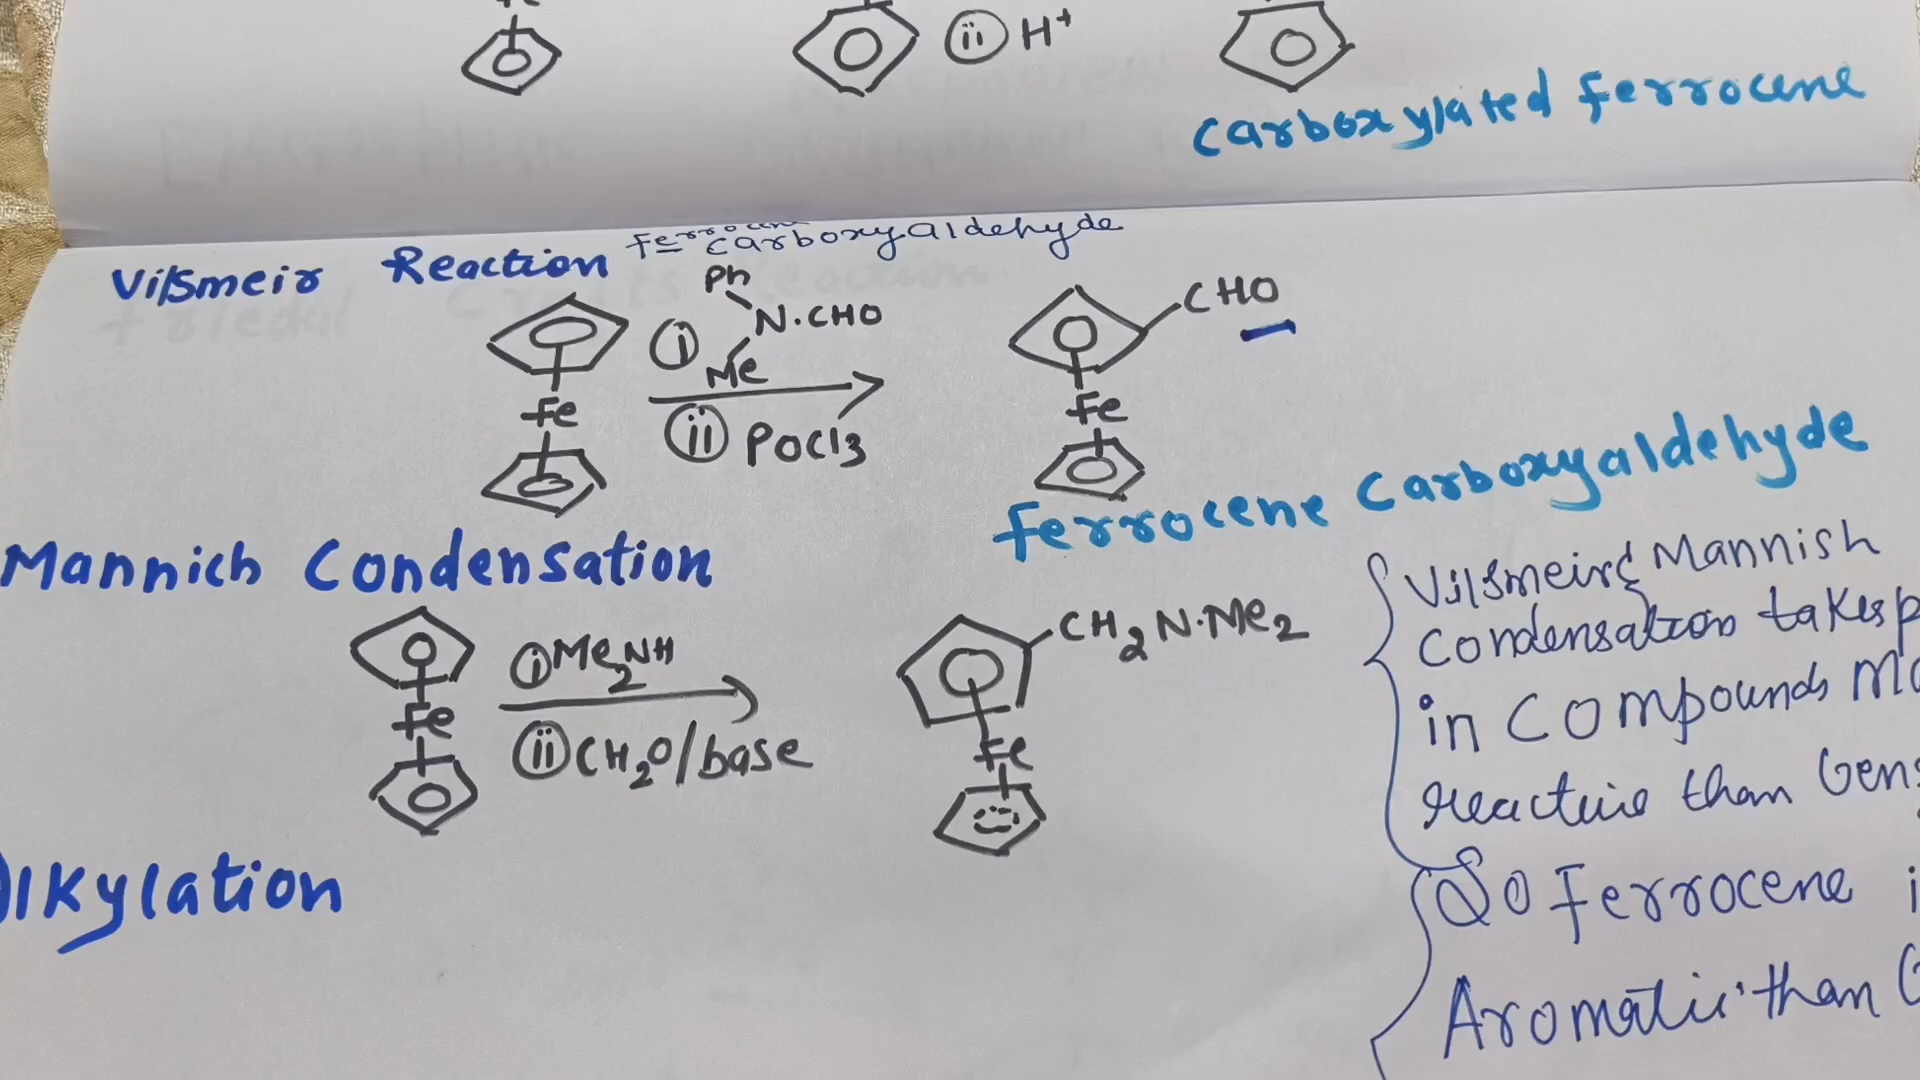 ii H+
Carboxylated ferrocene
Vilsmeir Reaction
Ferrocene Carboxyaldehyde
Ph
N.CHO
i
Me
ii POCl3
Fe
CHO
Fe
Ferrocene Carboxyaldehyde
Mannich Condensation
i Me2NH
ii CH2O/base
Fe
CH2N.Me2
Fe
Vilsmeir & Mannish
Condensation takes
in Compounds
reactive than
So Ferrocene
Aromatic than
lkylation